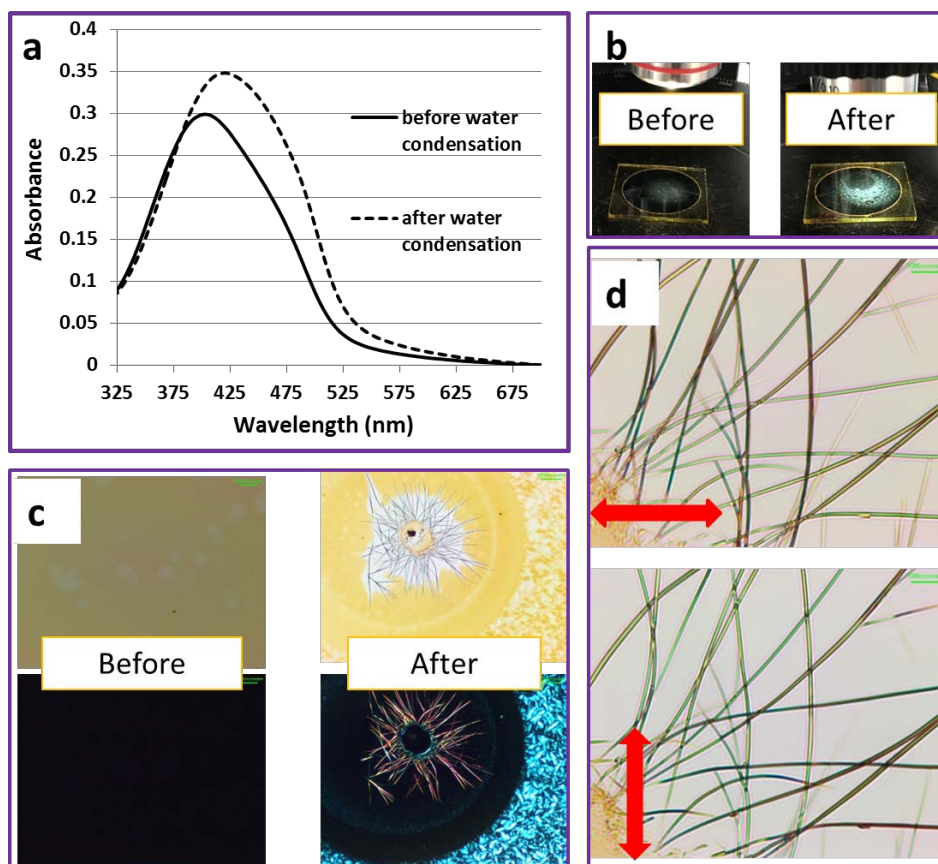 a
0.4
0.35
0.3
0.25
0.2
0.15
0.1
0.05
0
Absorbance
325 375 425 475 525 575 625 675
Wavelength (nm)
before water
condensation
after water
condensation
b
Before
After
c
Before
After
d